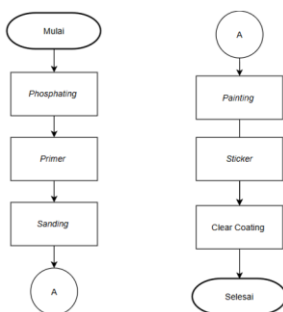 Mulai
Phosphating
Primer
Sanding
A
A
Painting
Sticker
Clear Coating
Selesai